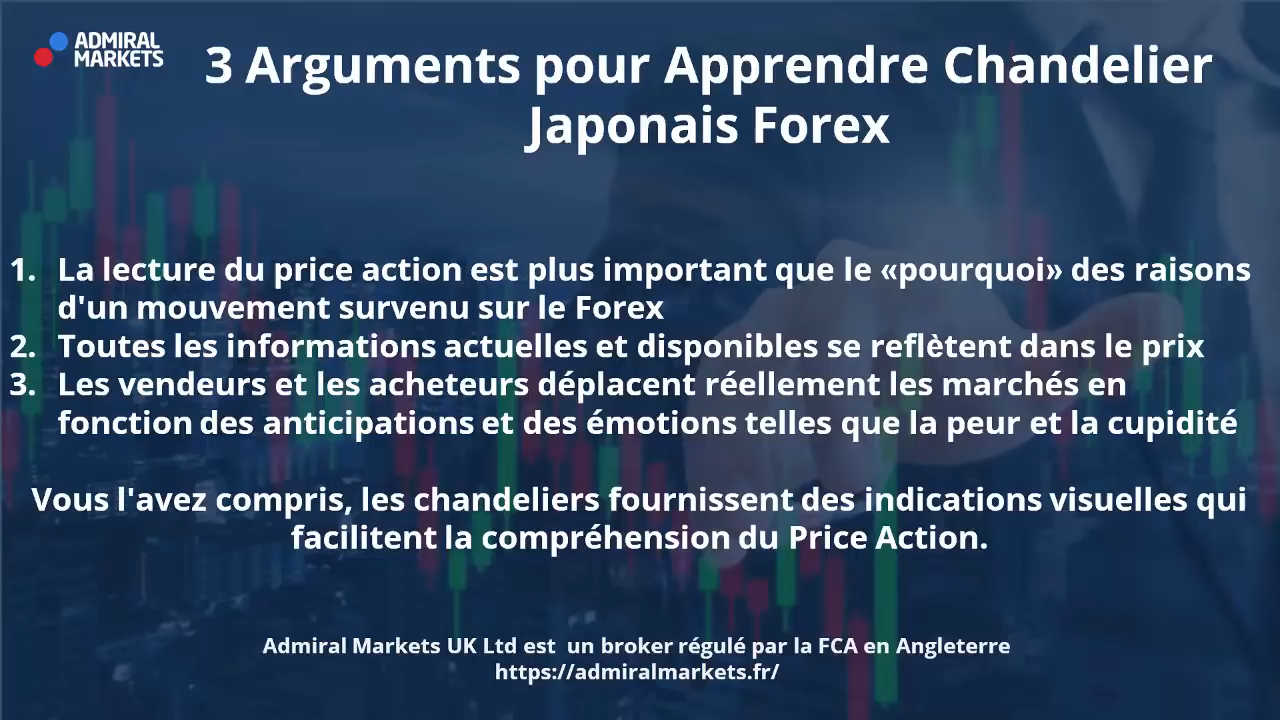 ADMIRAL
MARKETS
3 Arguments pour Apprendre Chandelier
Japonais Forex
1. La lecture du price action est plus important que le «pourquoi» des raisons
d'un mouvement survenu sur le Forex
2. Toutes les informations actuelles et disponibles se reflètent dans le prix
3. Les vendeurs et les acheteurs déplacent réellement les marchés en
fonction des anticipations et des émotions telles que la peur et la cupidité
Vous l'avez compris, les chandeliers fournissent des indications visuelles qui
facilitent la compréhension du Price Action.
Admiral Markets UK Ltd est  un broker régulé par la FCA en Angleterre
https://admiralmarkets.fr/